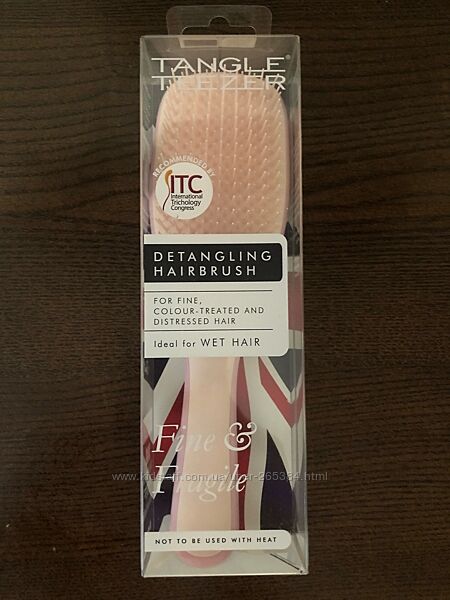 TANGLE
TEEZER®
RECOMMENDED BY
ITC
International
Trichology
Congress
DETANGLING
HAIRBRUSH
FOR FINE,
COLOUR-TREATED AND
DISTRESSED HAIR
Ideal for WET HAIR
Fine &
Fragile
NOT TO BE USED WITH HEAT